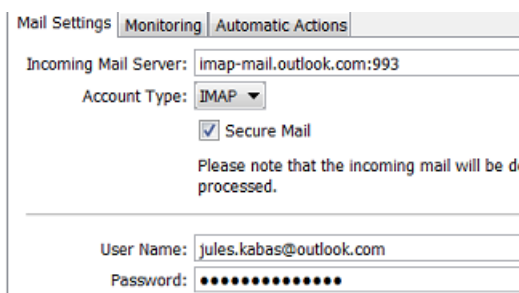 Mail Settings Monitoring Automatic Actions
Incoming Mail Server: imap-mail.outlook.com:993
Account Type: IMAP
Secure Mail
Please note that the incoming mail will be
processed.
User Name: jules.kabas@outlook.com
Password: ●●●●●●●●●●●●●●